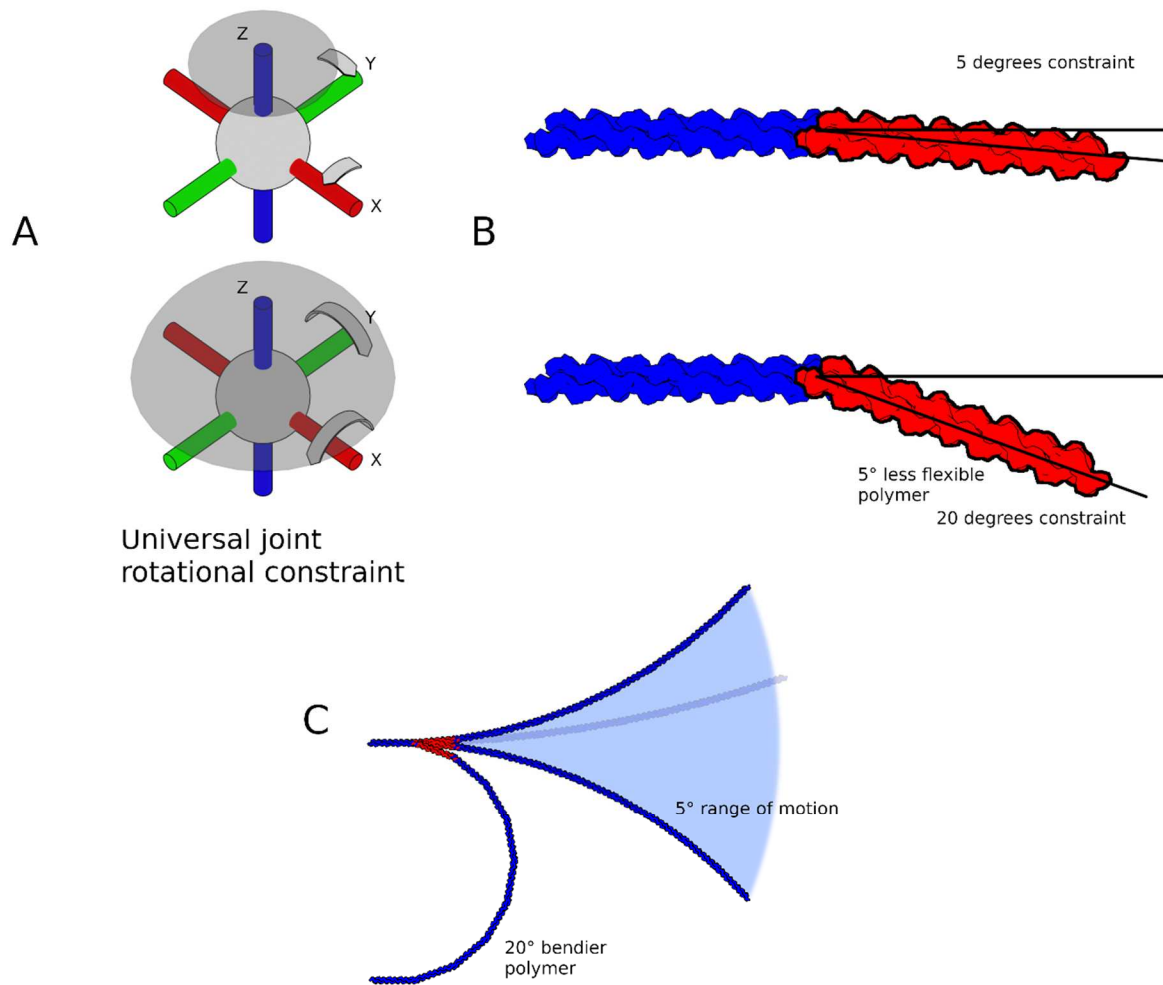 Z
Y
X
A
Z
Y
X
Universal joint
rotational constraint
5 degrees constraint
B
5° less flexible
polymer
20 degrees constraint
C
5° range of motion
20° bendier
polymer